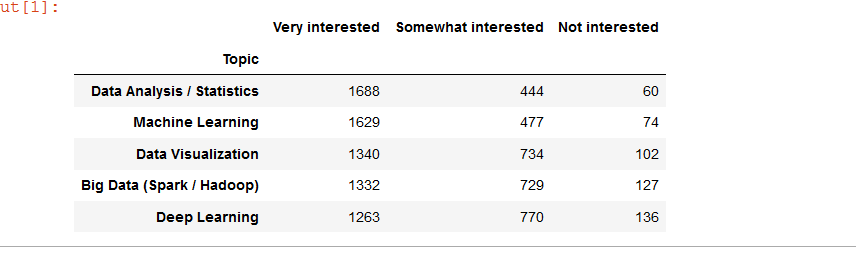 ut[1]:
Very interested Somewhat interested Not interested
Topic
Data Analysis / Statistics 1688 444 60
Machine Learning 1629 477 74
Data Visualization 1340 734 102
Big Data (Spark / Hadoop) 1332 729 127
Deep Learning 1263 770 136